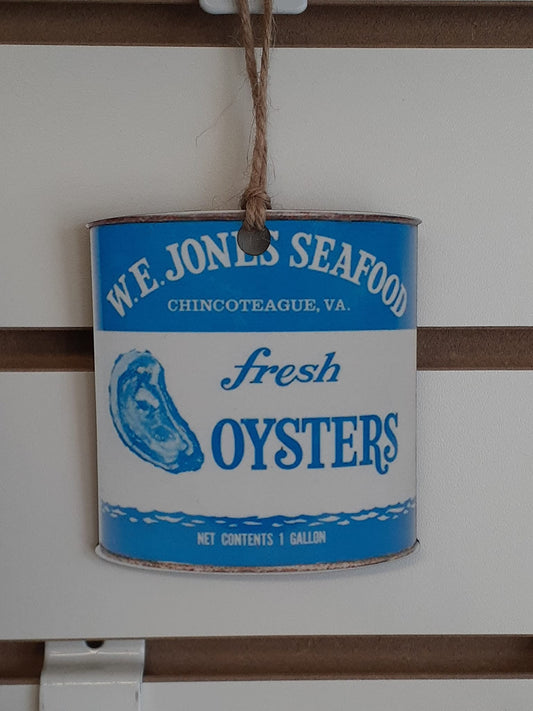 W.E. JONES SEAFOOD
CHINCOTEAGUE, VA.
fresh
OYSTERS
NET CONTENTS 1 GALLON